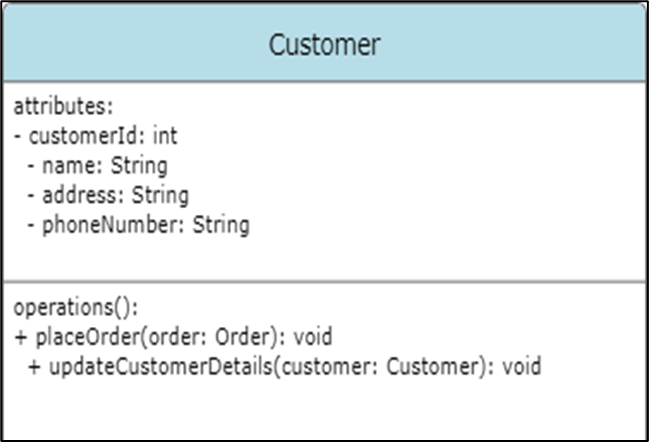 Customer
attributes:
- customerId: int
- name: String
- address: String
- phoneNumber: String
operations():
+ placeOrder(order: Order): void
+ updateCustomerDetails(customer: Customer): void